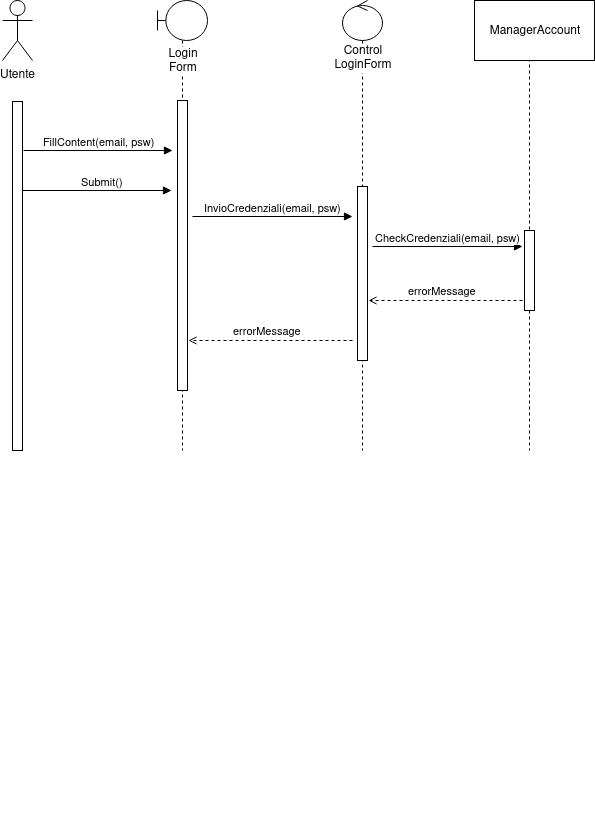 Utente
Login
Form
Control
LoginForm
ManagerAccount
FillContent(email, psw)
Submit()
InvioCredenziali(email, psw)
CheckCredenziali(email, psw)
errorMessage
errorMessage